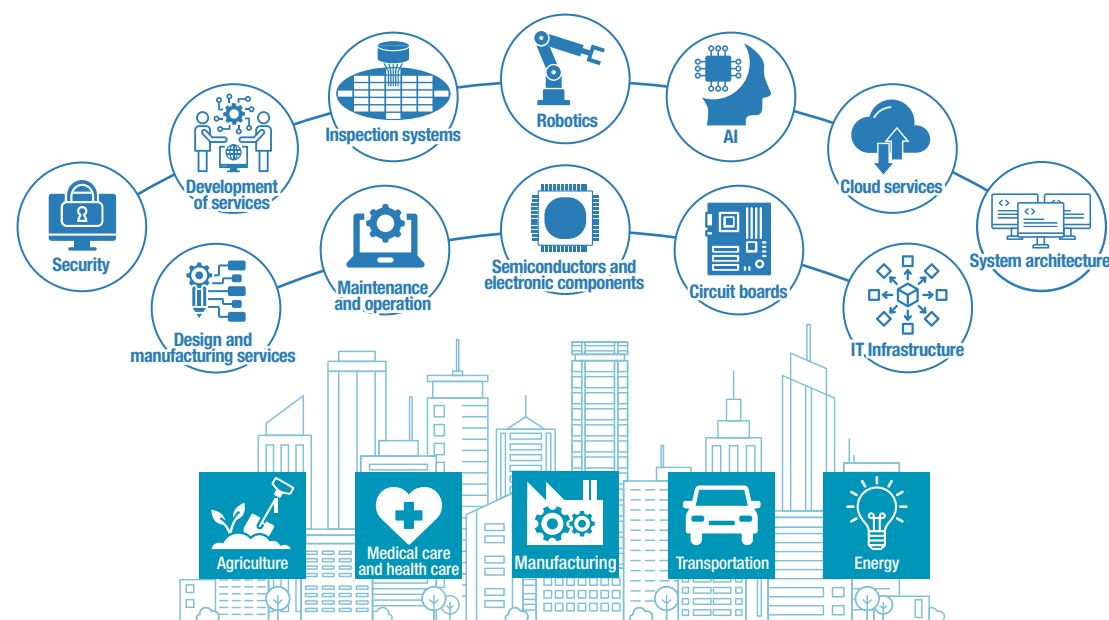 Security
Development
of services
Inspection systems
Robotics
AI
Cloud services
System architecture
Design and
manufacturing services
Maintenance
and operation
Semiconductors and
electronic components
Circuit boards
IT Infrastructure
Agriculture
Medical care
and health care
Manufacturing
Transportation
Energy